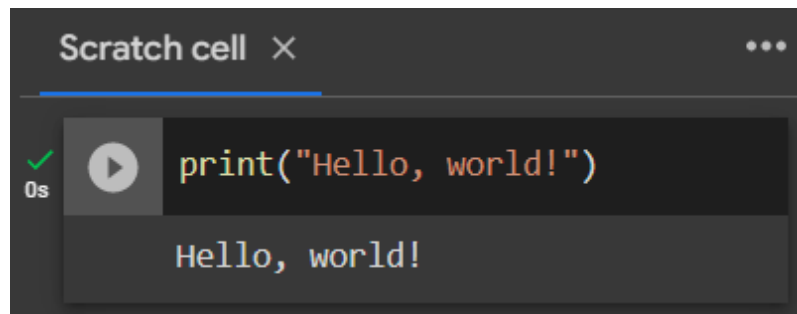 Scratch cell
0s
print("Hello, world!")
Hello, world!